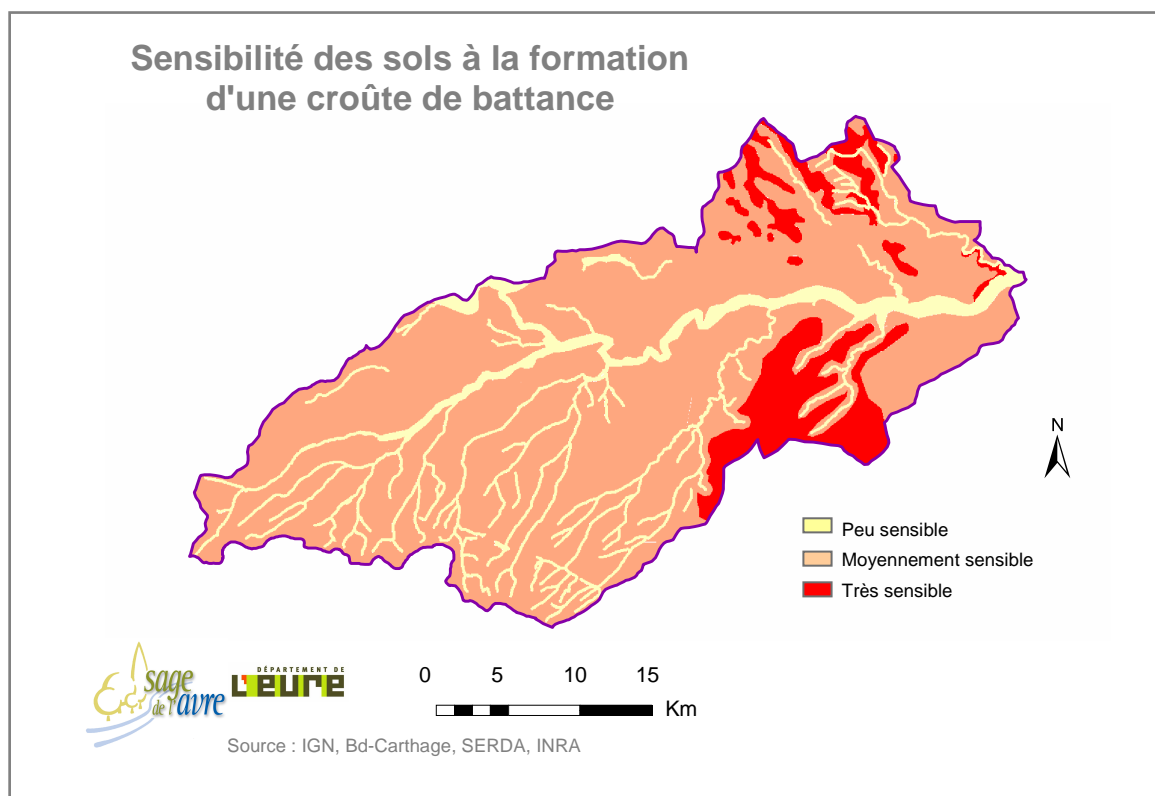 Sensibilité des sols à la formation
d'une croûte de battance
N
Peu sensible
Moyennement sensible
Très sensible
sage
de l'avre
DÉPARTEMENT DE
L'EURE
0 5 10 15
Km
Source : IGN, Bd-Carthage, SERDA, INRA